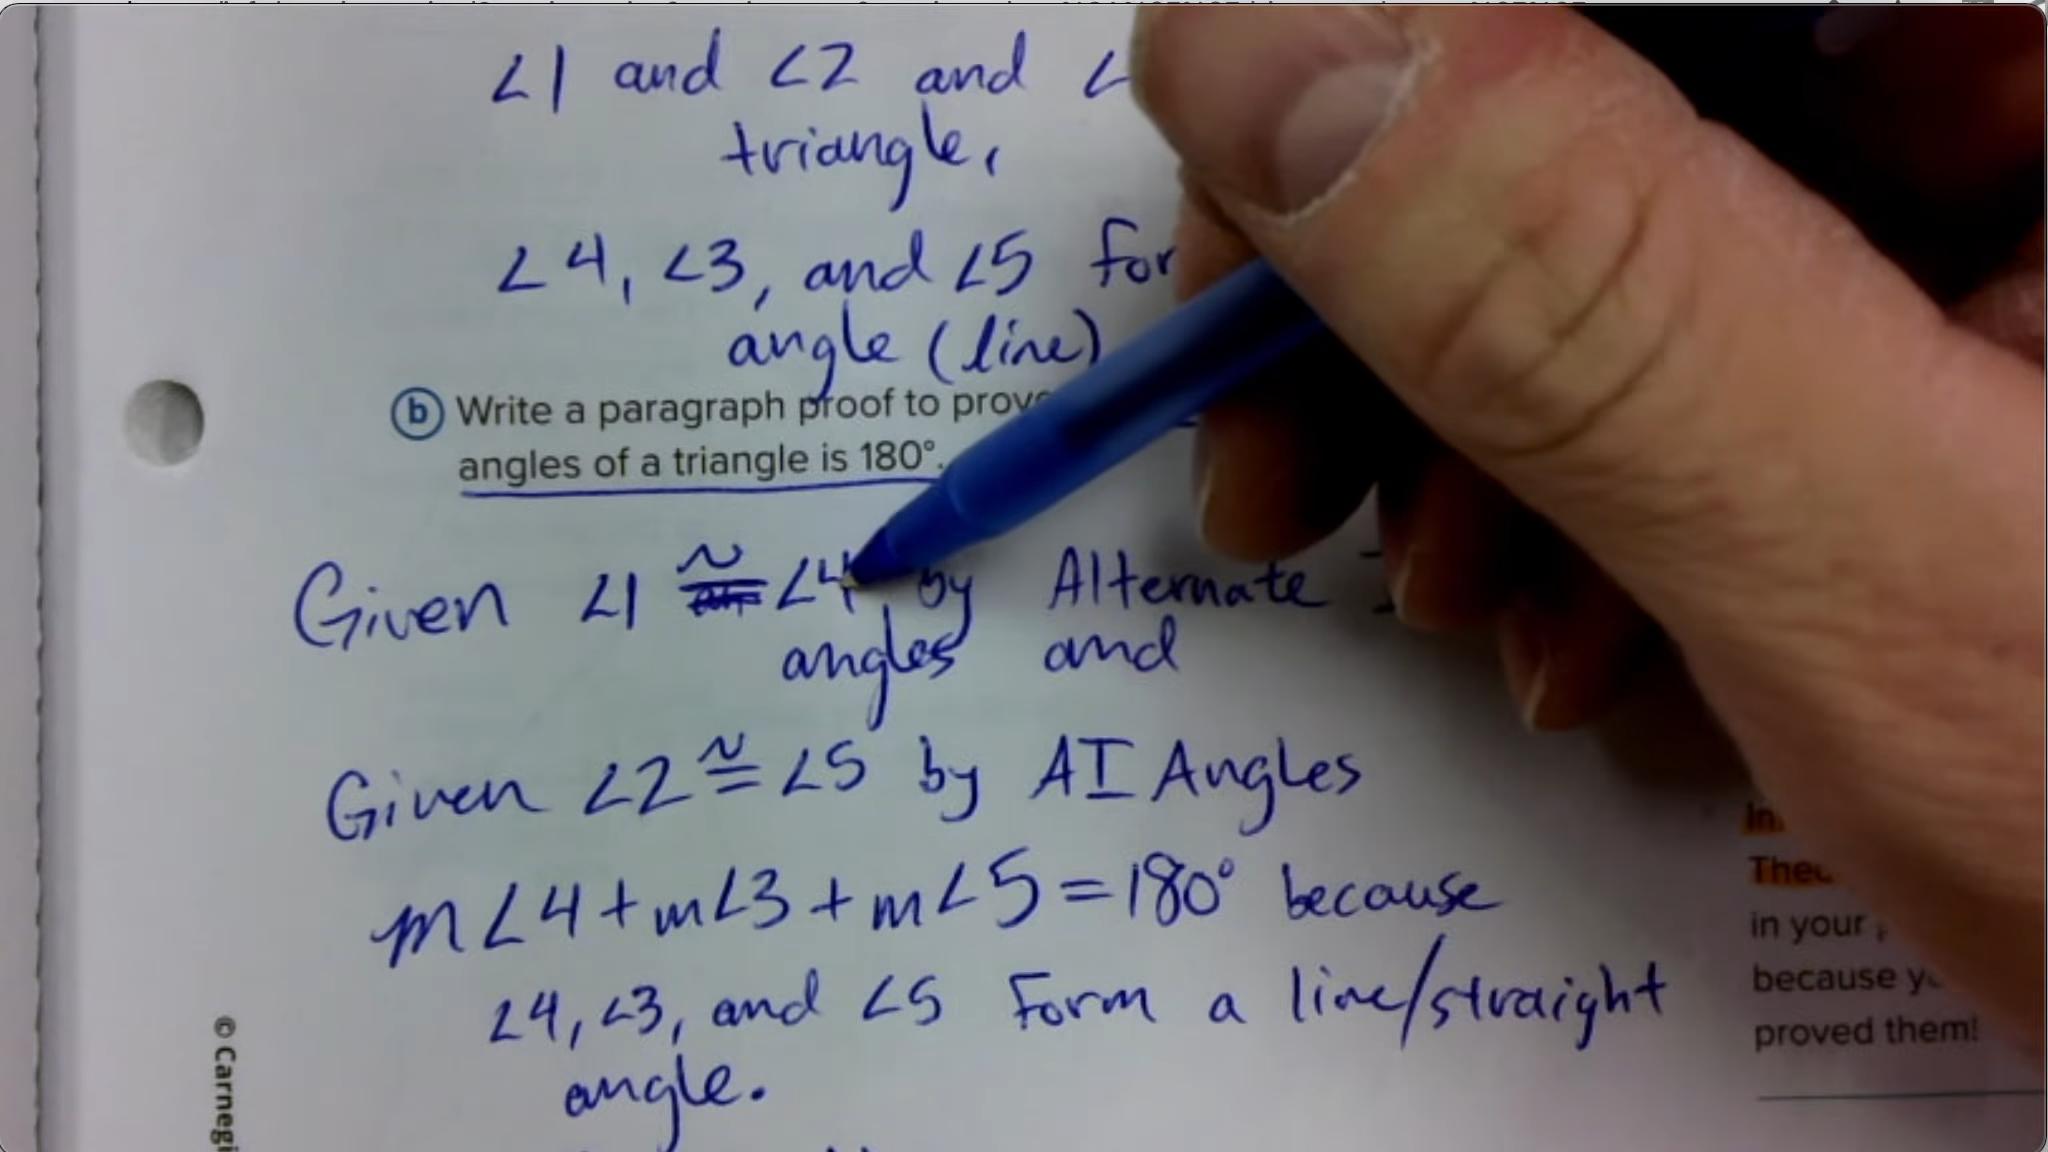 ∠1 and ∠2 and ∠
triangle,
∠4, ∠3, and ∠5 for
angle (line)
b Write a paragraph proof to prove
angles of a triangle is 180°.
Given ∠1 ≅ ∠4, by Alternate
angles and
Given ∠2 ≅ ∠5 by AI Angles
m∠4 + m∠3 + m∠5 = 180° because
∠4, ∠3, and ∠5 form a line/straight
angle.
in your
because
proved them!
© Carnegi